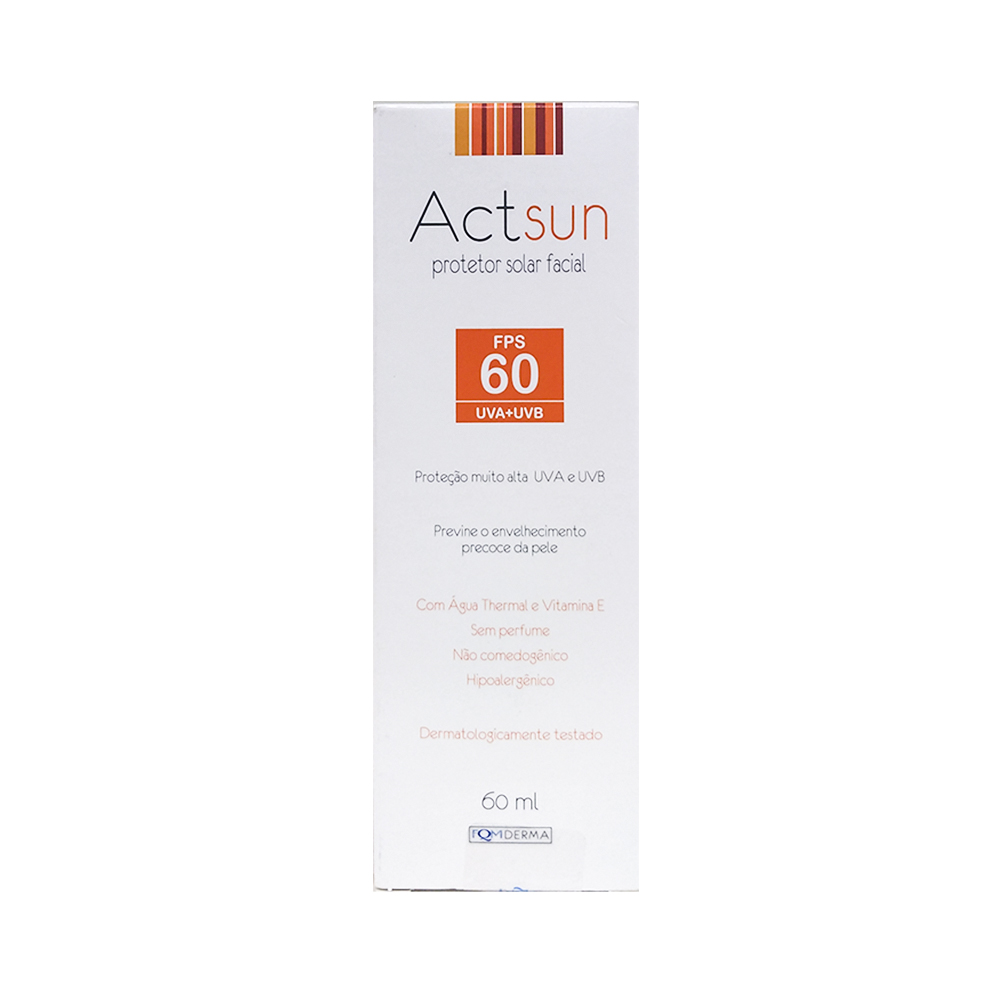 Actsun
protetor solar facial
FPS
60
UVA+UVB
Proteção muito alta UVA e UVB
Previne o envelhecimento
precoce da pele
Com Água Thermal e Vitamina E
Sem perfume
Não comedogênico
Hipoalergênico
Dermatologicamente testado
60 ml
FQMDERMA